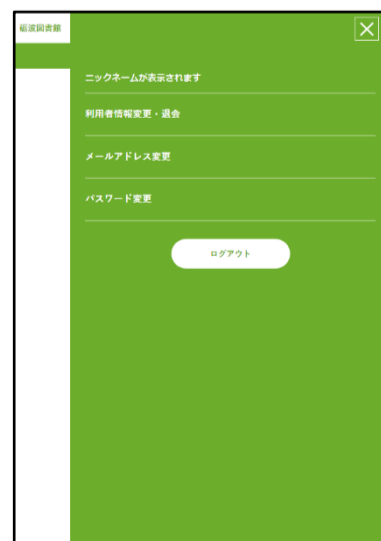 砺波図書館
ニックネームが表示されます
利用者情報変更・退会
メールアドレス変更
パスワード変更
ログアウト